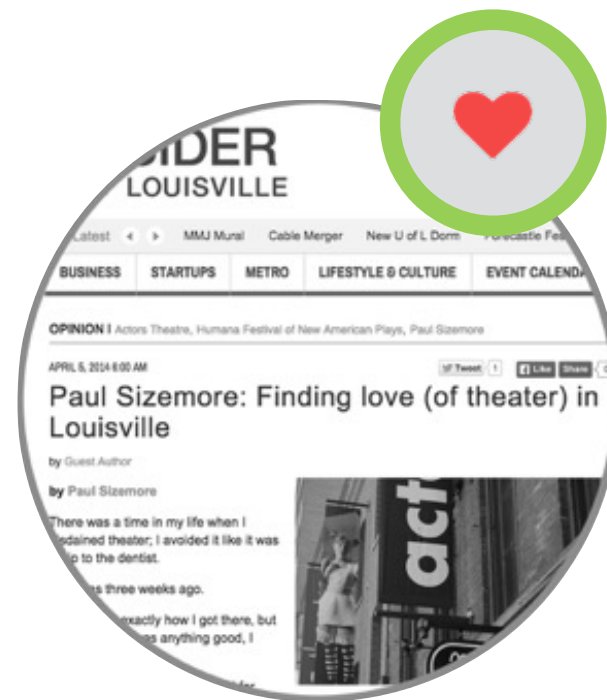 SIDER
LOUISVILLE
Latest MMJ Mural Cable Merger New U of L Dorm Forecastle Fes
BUSINESS STARTUPS METRO LIFESTYLE & CULTURE EVENT CALENDA
OPINION | Actors Theatre, Humana Festival of New American Plays, Paul Sizemore
APRIL 5, 2014 6:00 AM Tweet 1 Like Share
Paul Sizemore: Finding love (of theater) in
Louisville
by Guest Author
by Paul Sizemore
There was a time in my life when I
disdained theater; I avoided it like it was
to the dentist.
three weeks ago.
exactly how I got there, but
anything good, I
acto